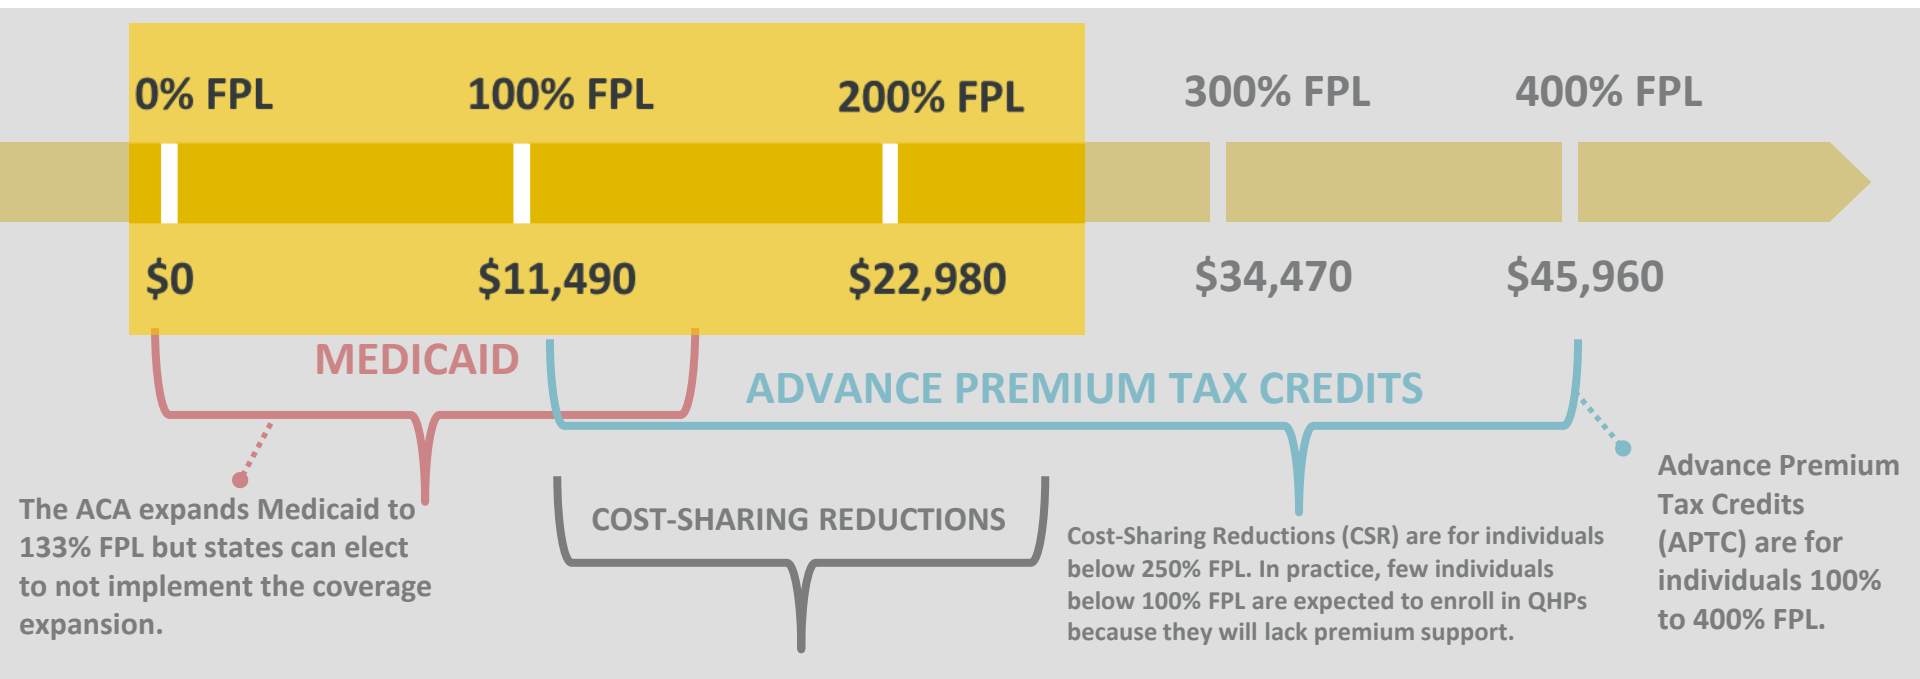 0% FPL
100% FPL
200% FPL
300% FPL
400% FPL
$0
$11,490
$22,980
$34,470
$45,960
MEDICAID
ADVANCE PREMIUM TAX CREDITS
The ACA expands Medicaid to
133% FPL but states can elect
to not implement the coverage
expansion.
COST-SHARING REDUCTIONS
Cost-Sharing Reductions (CSR) are for individuals
below 250% FPL. In practice, few individuals
below 100% FPL are expected to enroll in QHPs
because they will lack premium support.
Advance Premium
Tax Credits
(APTC) are for
individuals 100%
to 400% FPL.